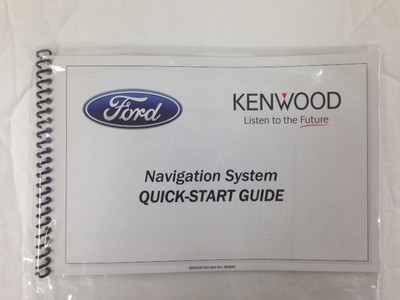 Ford
KENWOOD
Listen to the Future
Navigation System
QUICK-START GUIDE